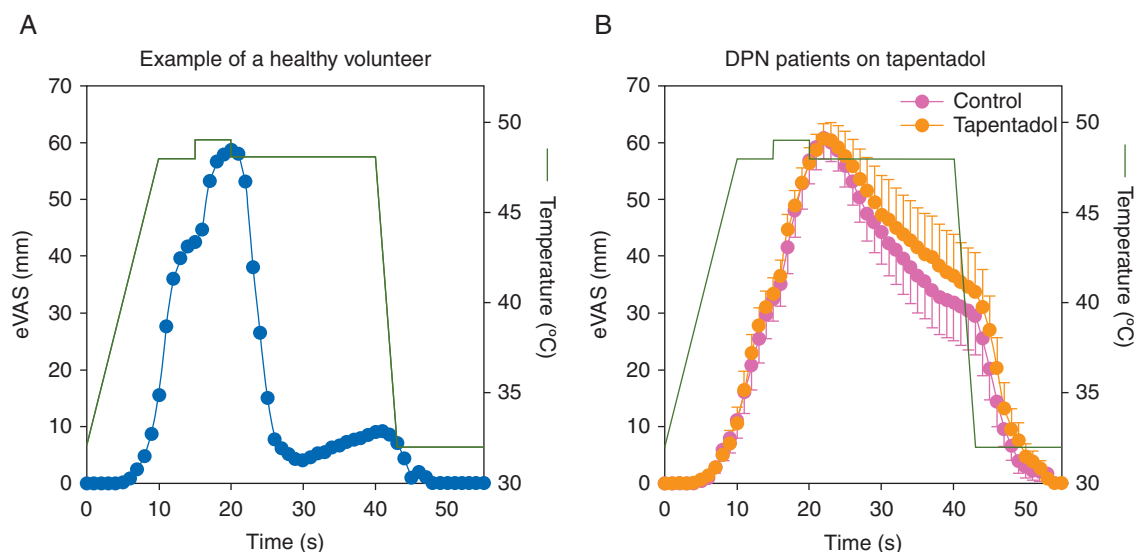 A
Example of a healthy volunteer
70
60
50
40
30
20
10
0
eVAS (mm)
0 10 20 30 40 50
Time (s)
50
45
40
35
30
Temperature (ºC)
B
DPN patients on tapentadol
Control
Tapentadol
70
60
50
40
30
20
10
0
eVAS (mm)
0 10 20 30 40 50
Time (s)
50
45
40
35
30
Temperature (ºC)